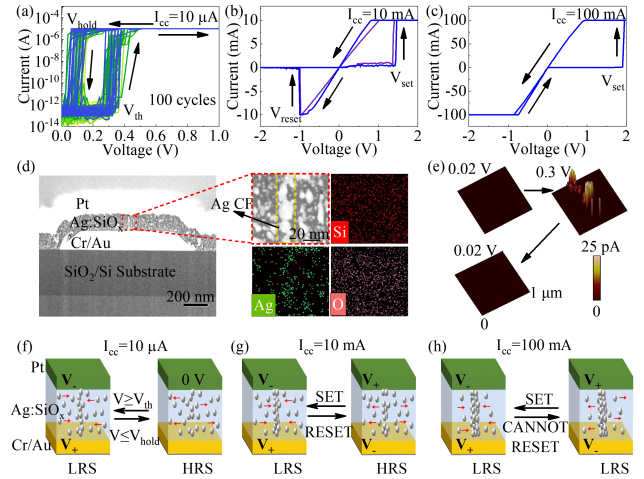 (a)
V_hold
I_cc=10 μA
Current (A)
10^-4
10^-6
10^-8
10^-10
10^-12
10^-14
V_th
100 cycles
0.0 0.2 0.4 0.6 0.8 1.0
Voltage (V)
(b)
I_cc=10 mA
Current (mA)
10
5
0
-5
-10
V_set
V_reset
-2 -1 0 1 2
Voltage (V)
(c)
I_cc=100 mA
Current (mA)
100
50
0
-50
-100
V_set
-2 -1 0 1 2
Voltage (V)
(d)
Pt
Ag:SiO_x
Cr/Au
SiO_2/Si Substrate
200 nm
Ag CF
20 nm
Si
Ag
O
(e)
0.02 V
0.3 V
0.02 V
25 pA
1 μm
0
0
(f)
I_cc=10 μA
Pt
Ag:SiO_x
Cr/Au
V_-
V_+
LRS
V≥V_th
V≤V_hold
0 V
HRS
(g)
I_cc=10 mA
V_-
V_+
LRS
SET
RESET
V_+
V_-
HRS
(h)
I_cc=100 mA
V_-
V_+
LRS
SET
CANNOT
RESET
V_+
V_-
LRS